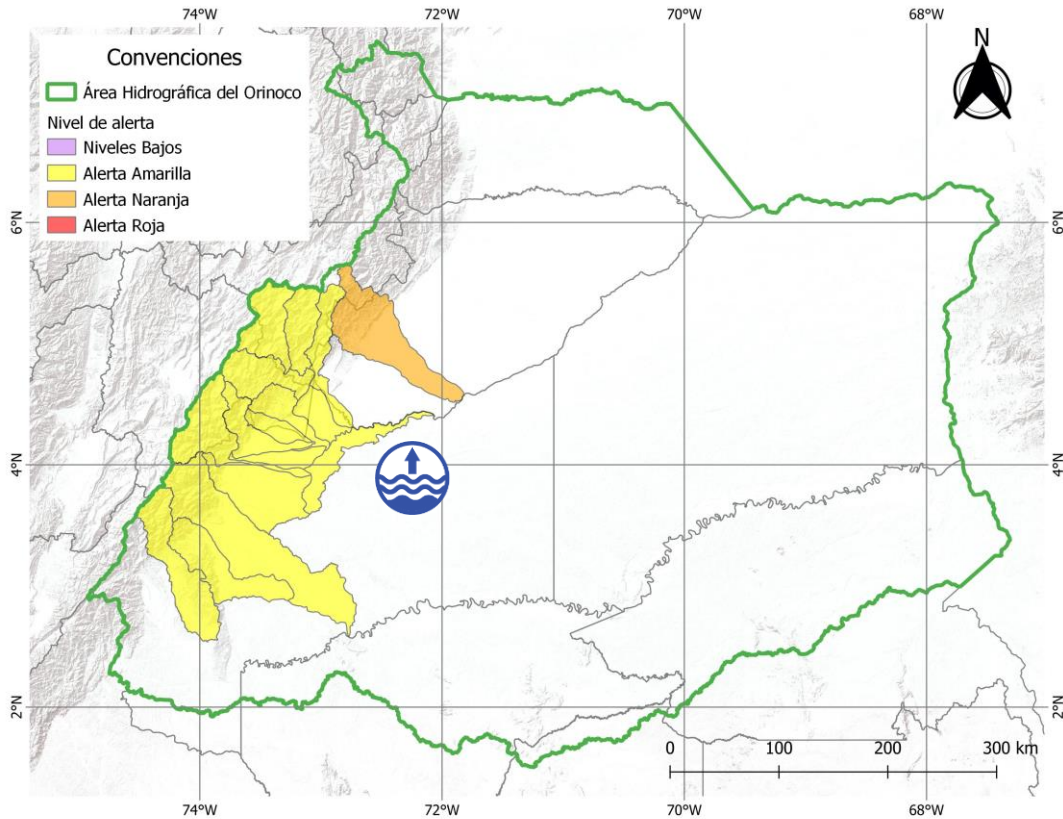 74°W 72°W 70°W 68°W
Convenciones
Área Hidrográfica del Orinoco
Nivel de alerta
Niveles Bajos
Alerta Amarilla
Alerta Naranja
Alerta Roja
N
6°N 6°N
4°N 4°N
2°N 2°N
0 100 200 300 km
74°W 72°W 70°W 68°W